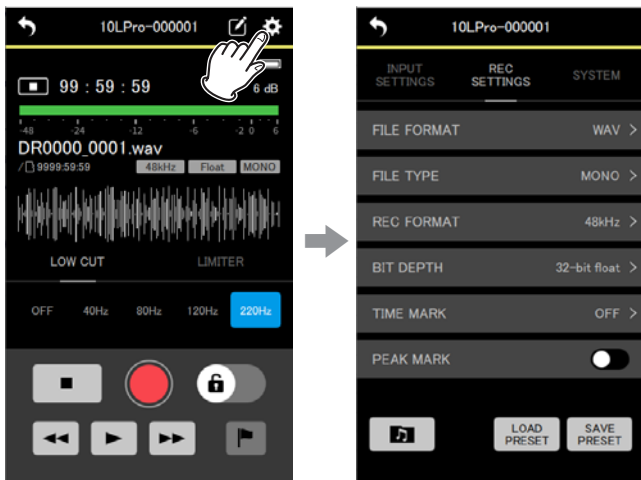 10LPro-000001
99 : 59 : 59
6 dB
-48 -24 -12 -6 -2 0 6
DR0000_0001.wav
/ 9999:59:59 48kHz Float MONO
LOW CUT LIMITER
OFF 40Hz 80Hz 120Hz 220Hz
10LPro-000001
INPUT
SETTINGS
REC
SETTINGS
SYSTEM
FILE FORMAT WAV >
FILE TYPE MONO >
REC FORMAT 48kHz >
BIT DEPTH 32-bit float >
TIME MARK OFF >
PEAK MARK
LOAD
PRESET
SAVE
PRESET